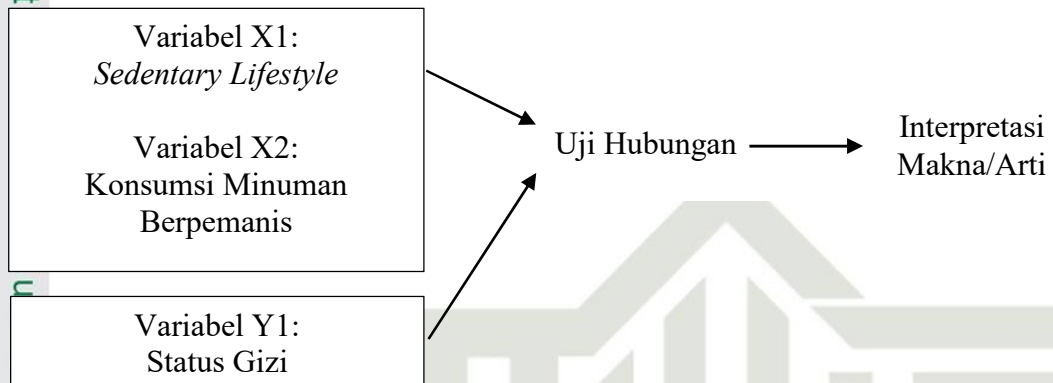 Variabel X1:
Sedentary Lifestyle
Variabel X2:
Konsumsi Minuman
Berpemanis
Uji Hubungan
Interpretasi
Makna/Arti
Variabel Y1:
Status Gizi